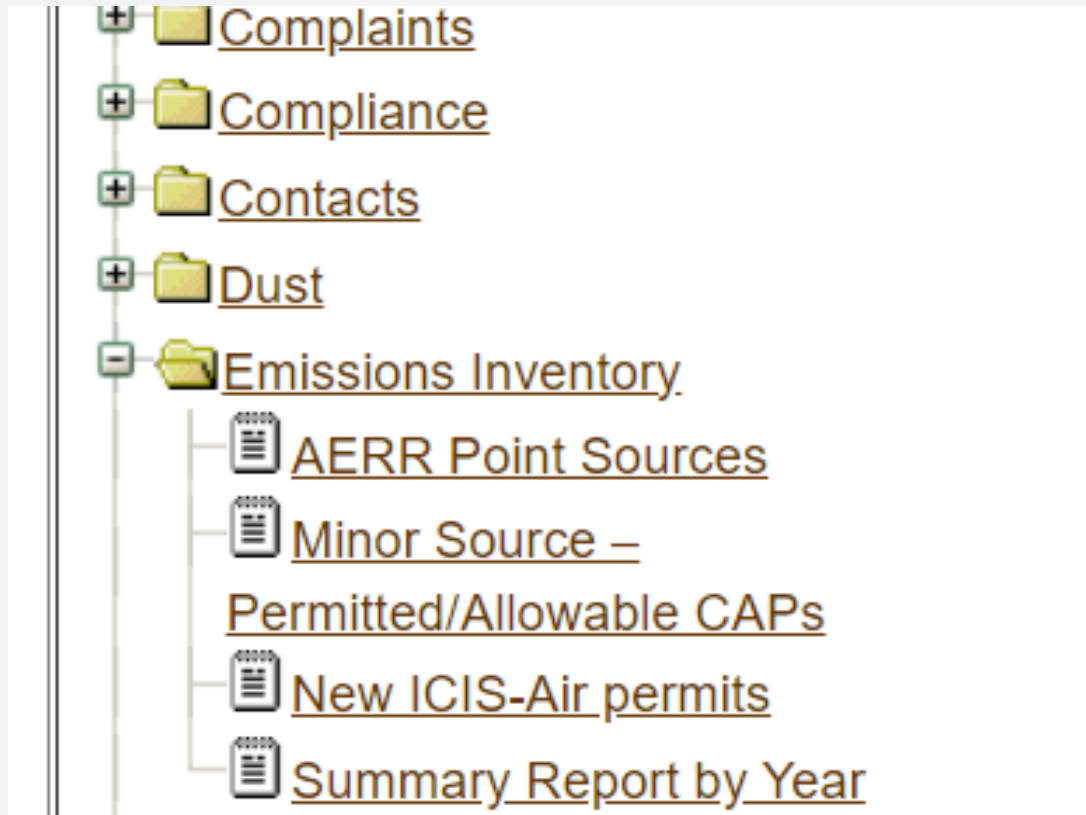 Complaints
Compliance
Contacts
Dust
Emissions Inventory
AERR Point Sources
Minor Source –
Permitted/Allowable CAPs
New ICIS-Air permits
Summary Report by Year